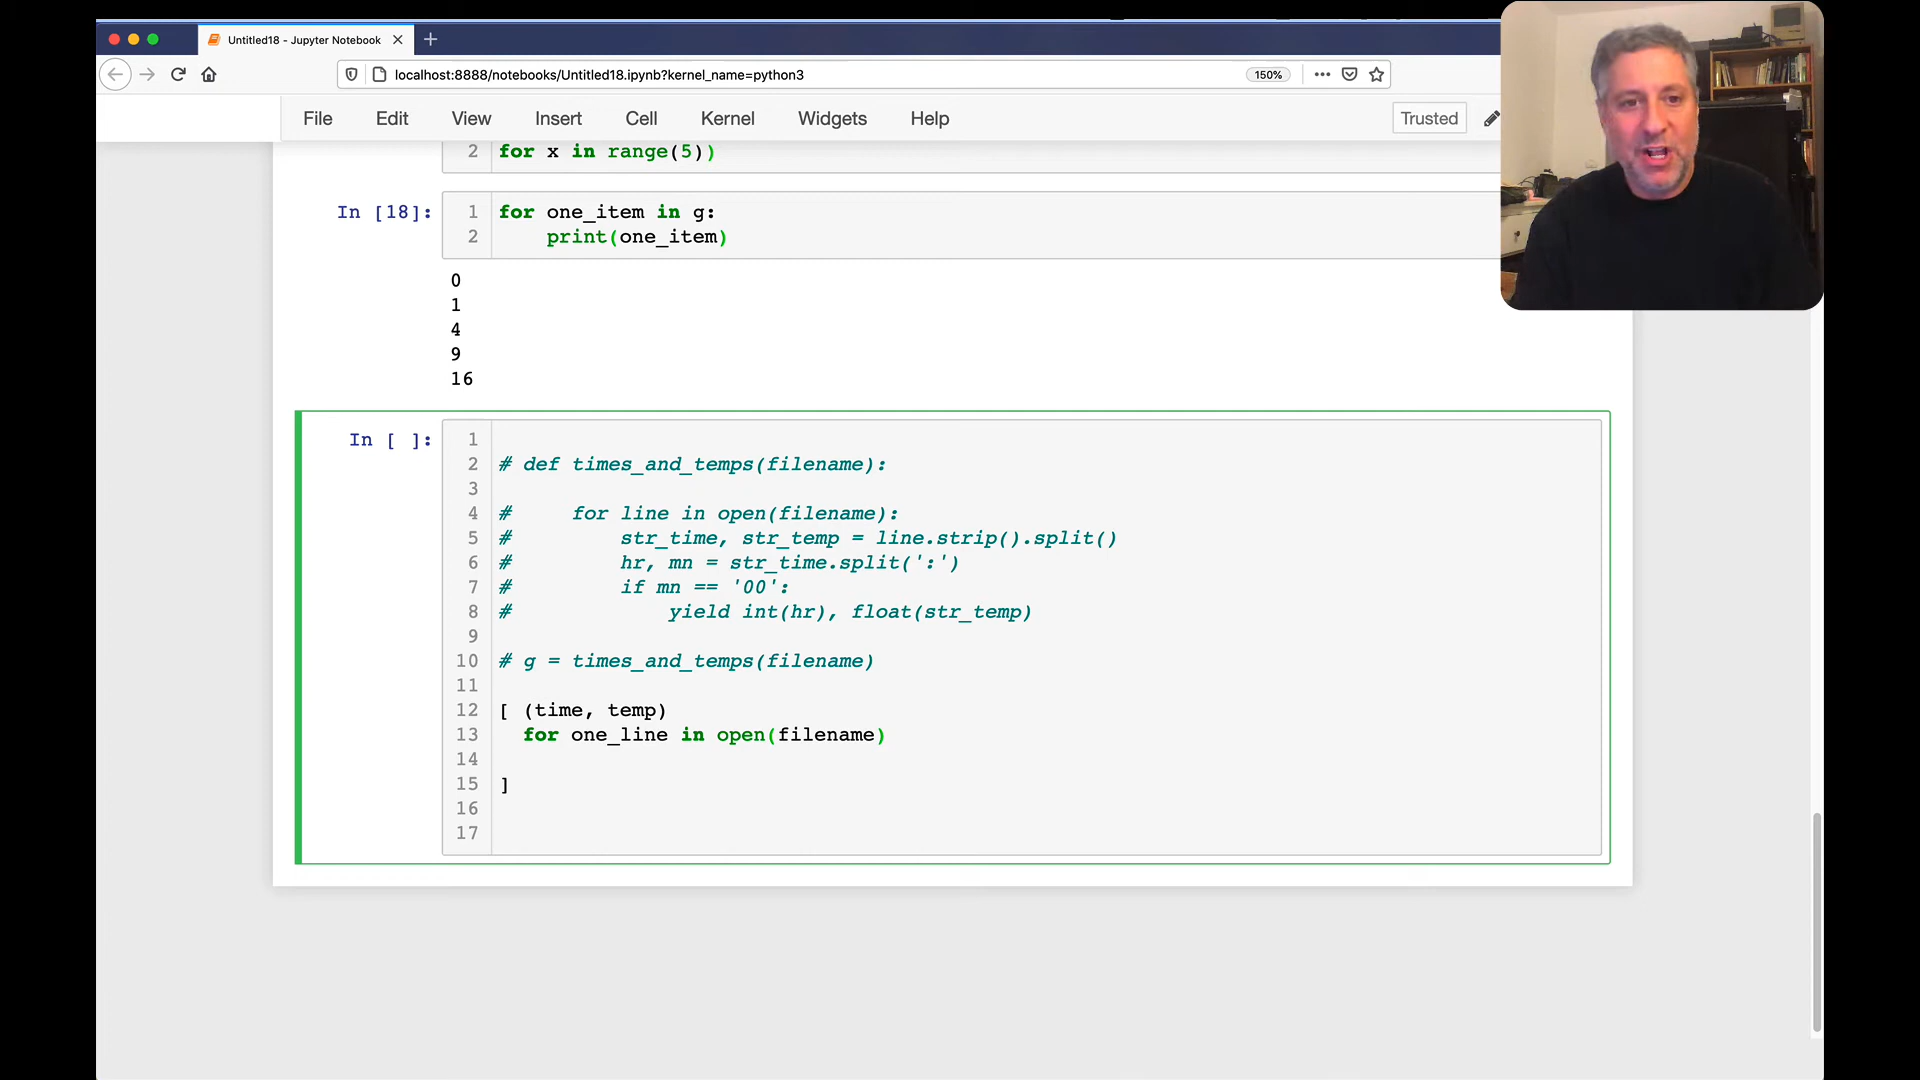 Untitled18 - Jupyter Notebook
localhost:8888/notebooks/Untitled18.ipynb?kernel_name=python3
150%
File Edit View Insert Cell Kernel Widgets Help
Trusted
2 for x in range(5))
In [18]:
1 for one_item in g:
2     print(one_item)
0
1
4
9
16
In [ ]:
1
2 # def times_and_temps(filename):
3
4 #     for line in open(filename):
5 #         str_time, str_temp = line.strip().split()
6 #         hr, mn = str_time.split(':')
7 #         if mn == '00':
8 #             yield int(hr), float(str_temp)
9
10 # g = times_and_temps(filename)
11
12 [ (time, temp)
13   for one_line in open(filename)
14
15 ]
16
17